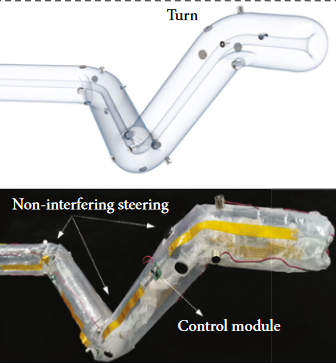 Turn
Non-interfering steering
Control module